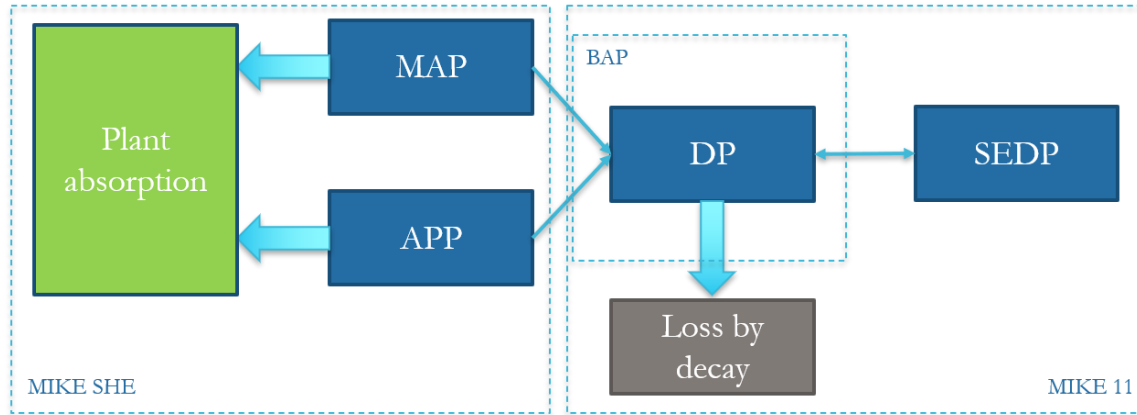 MAP
Plant
absorption
APP
MIKE SHE
BAP
DP
SEDP
Loss by
decay
MIKE 11